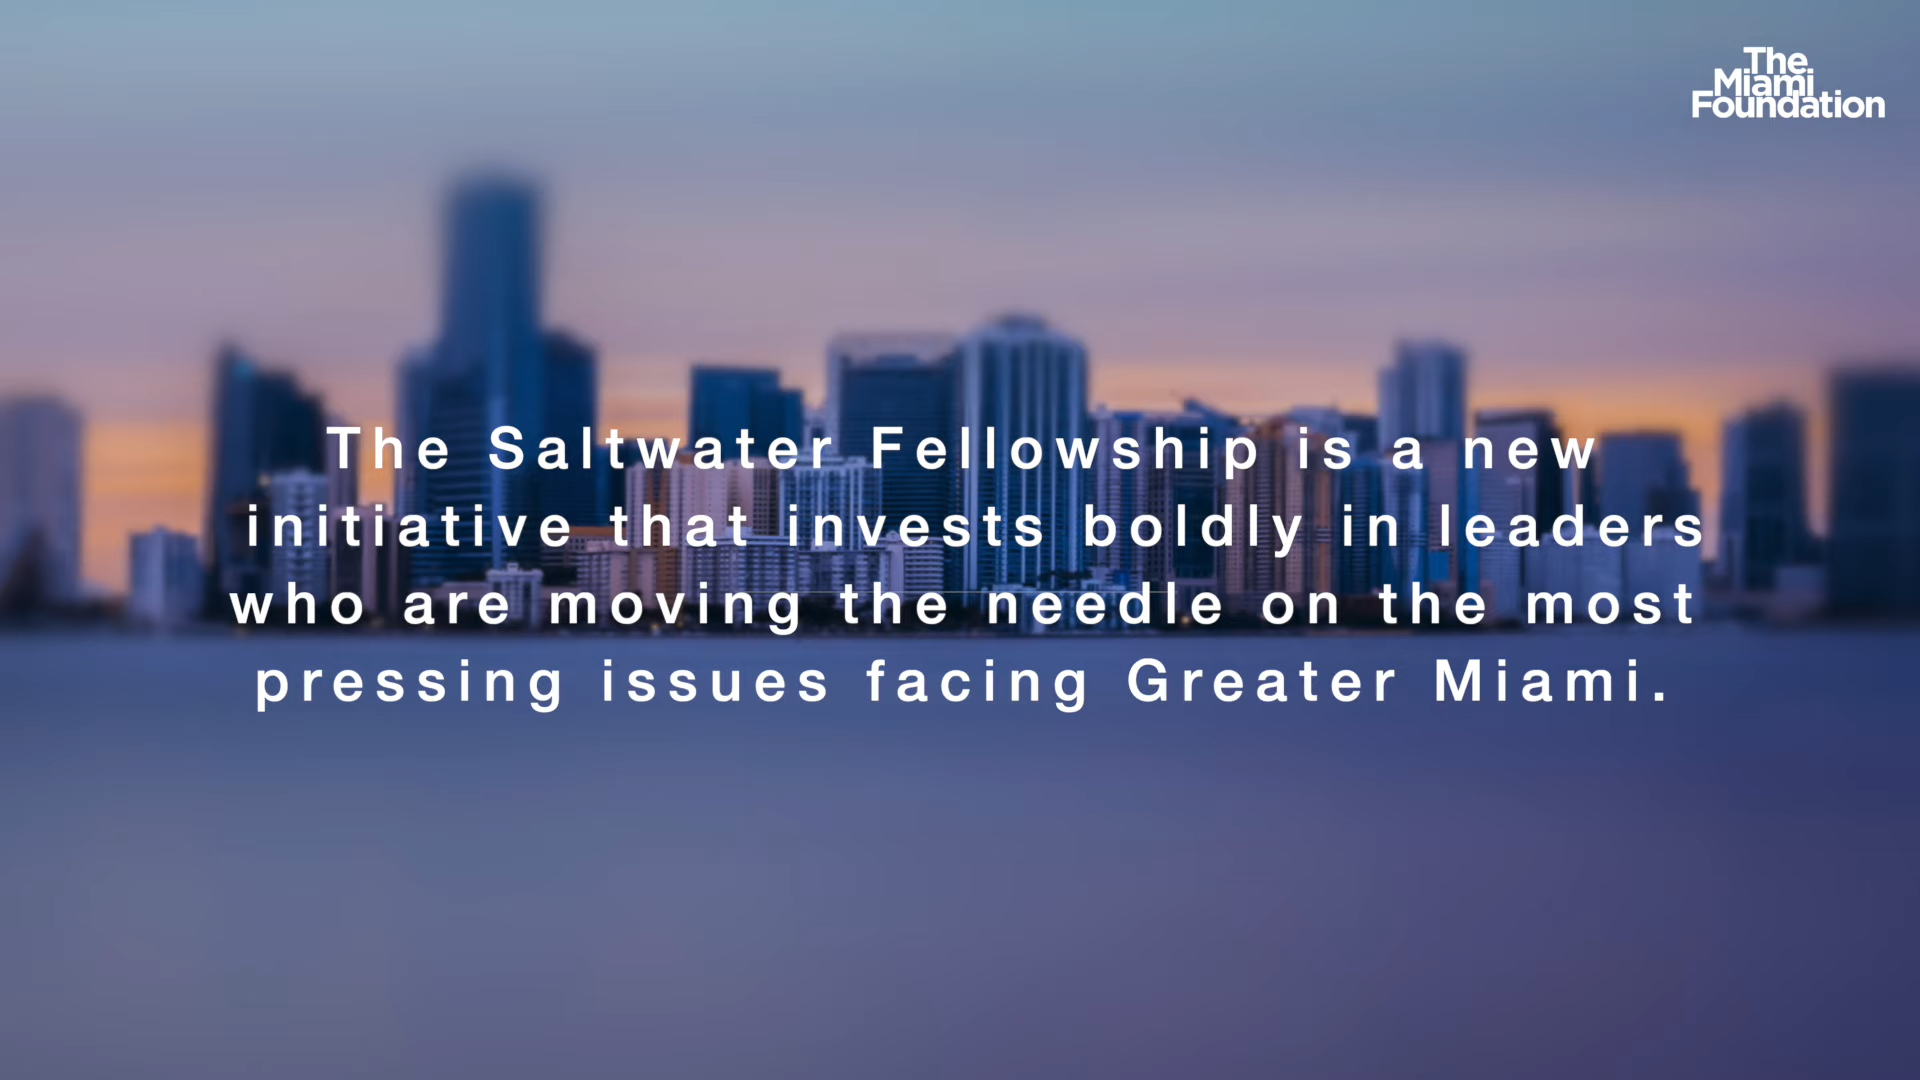 The
Miami
Foundation
The Saltwater Fellowship is a new
initiative that invests boldly in leaders
who are moving the needle on the most
pressing issues facing Greater Miami.